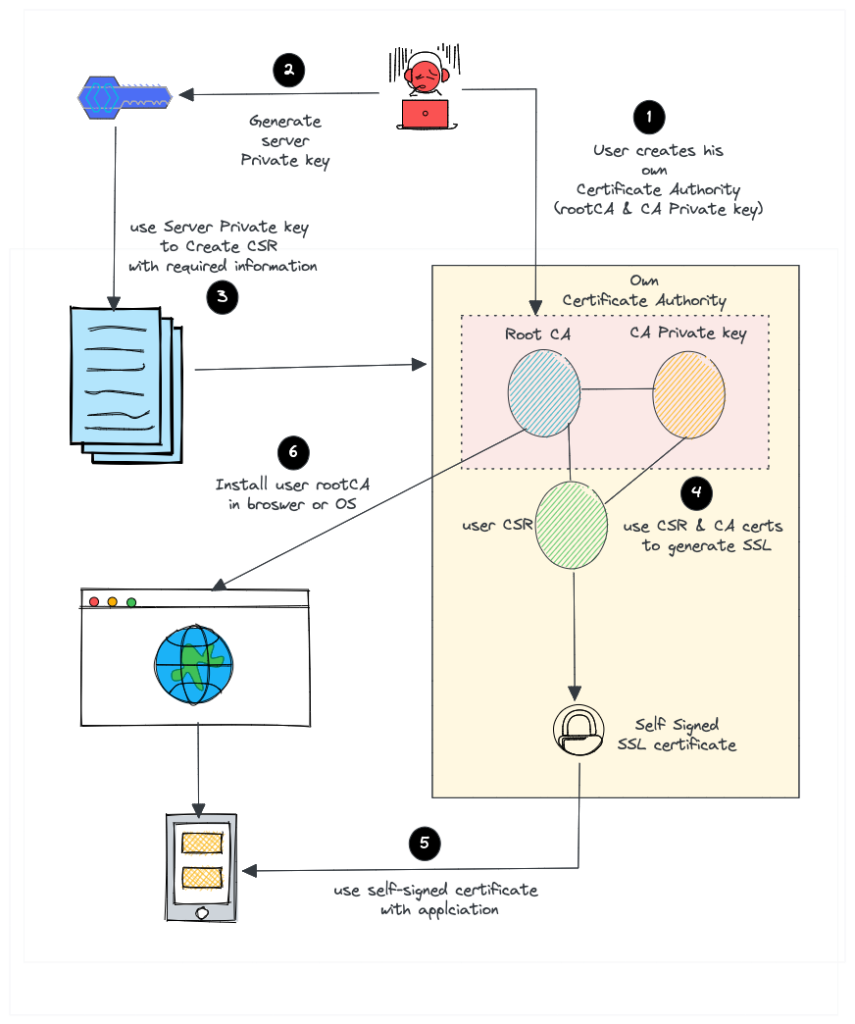 2
Generate
server
Private key
1
User creates his
own
Certificate Authority
(rootCA & CA Private key)
use Server Private key
to Create CSR
with required information
3
Own
Certificate Authority
Root CA
CA Private key
6
Install user rootCA
in broswer or OS
4
user CSR
use CSR & CA certs
to generate SSL
Self Signed
SSL certificate
5
use self-signed certificate
with applciation